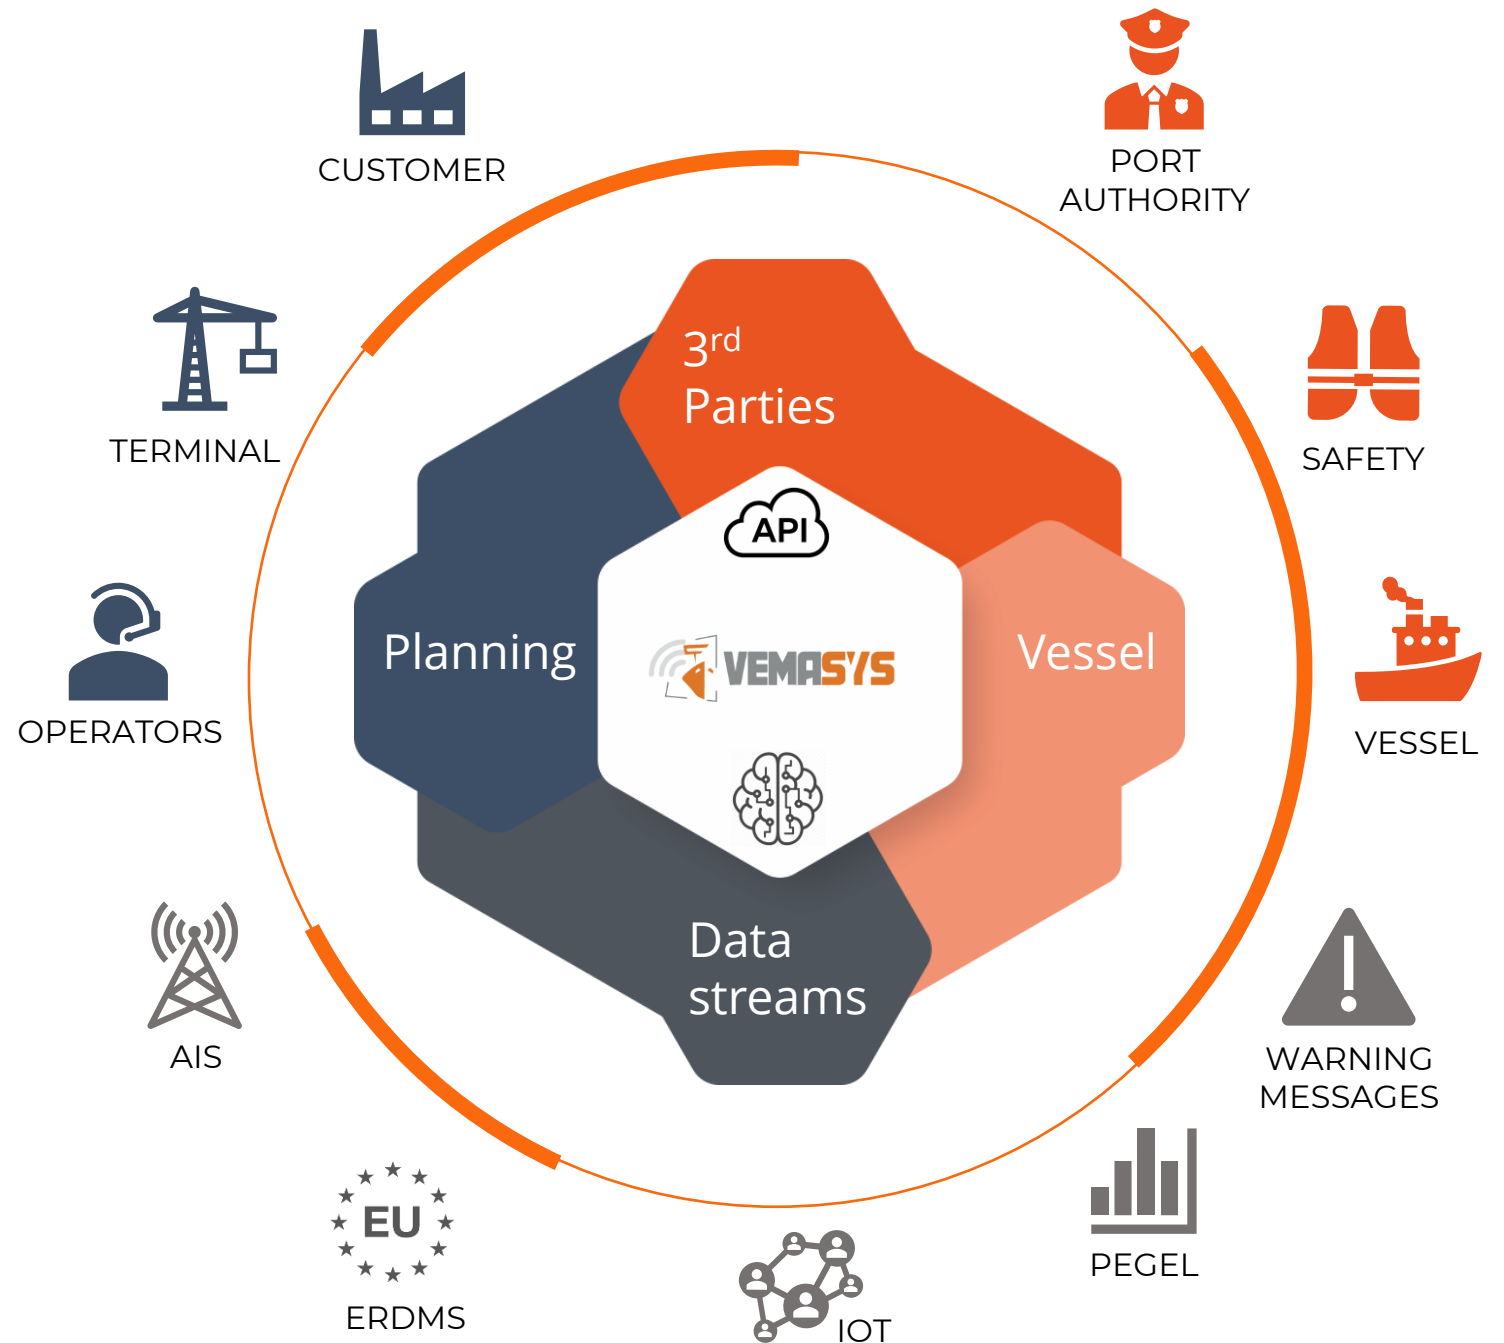 CUSTOMER
PORT
AUTHORITY
TERMINAL
SAFETY
3rd
Parties
API
Planning
VEMASYS
Vessel
OPERATORS
VESSEL
Data
streams
AIS
WARNING
MESSAGES
EU
ERDMS
PEGEL
IOT